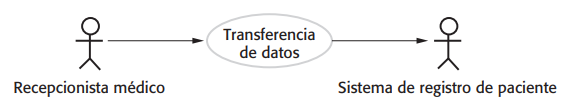 Transferencia
de datos
Recepcionista médico
Sistema de registro de paciente